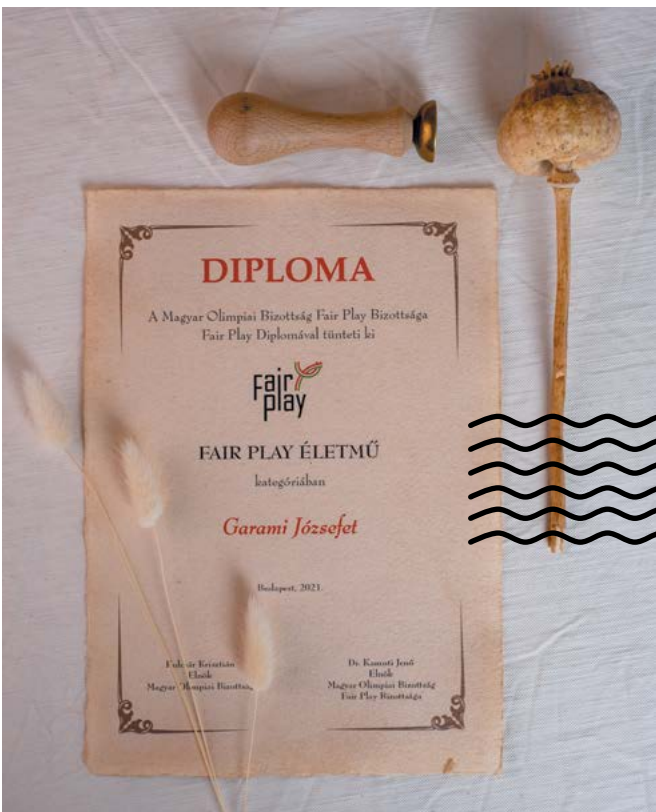 DIPLOMA
A Magyar Olimpiai Bizottság Fair Play Bizottsága
Fair Play Diplomával tünteti ki
Fair
play
FAIR PLAY ÉLETMŰ
kategóriában
Garami Józsefet
Budapest, 2021.
Krisztián
Elnök
Magyar Olimpiai
Dr. Kamuti Jenő
Elnök
Magyar Olimpiai Bizottság
Fair Play Bizottsága